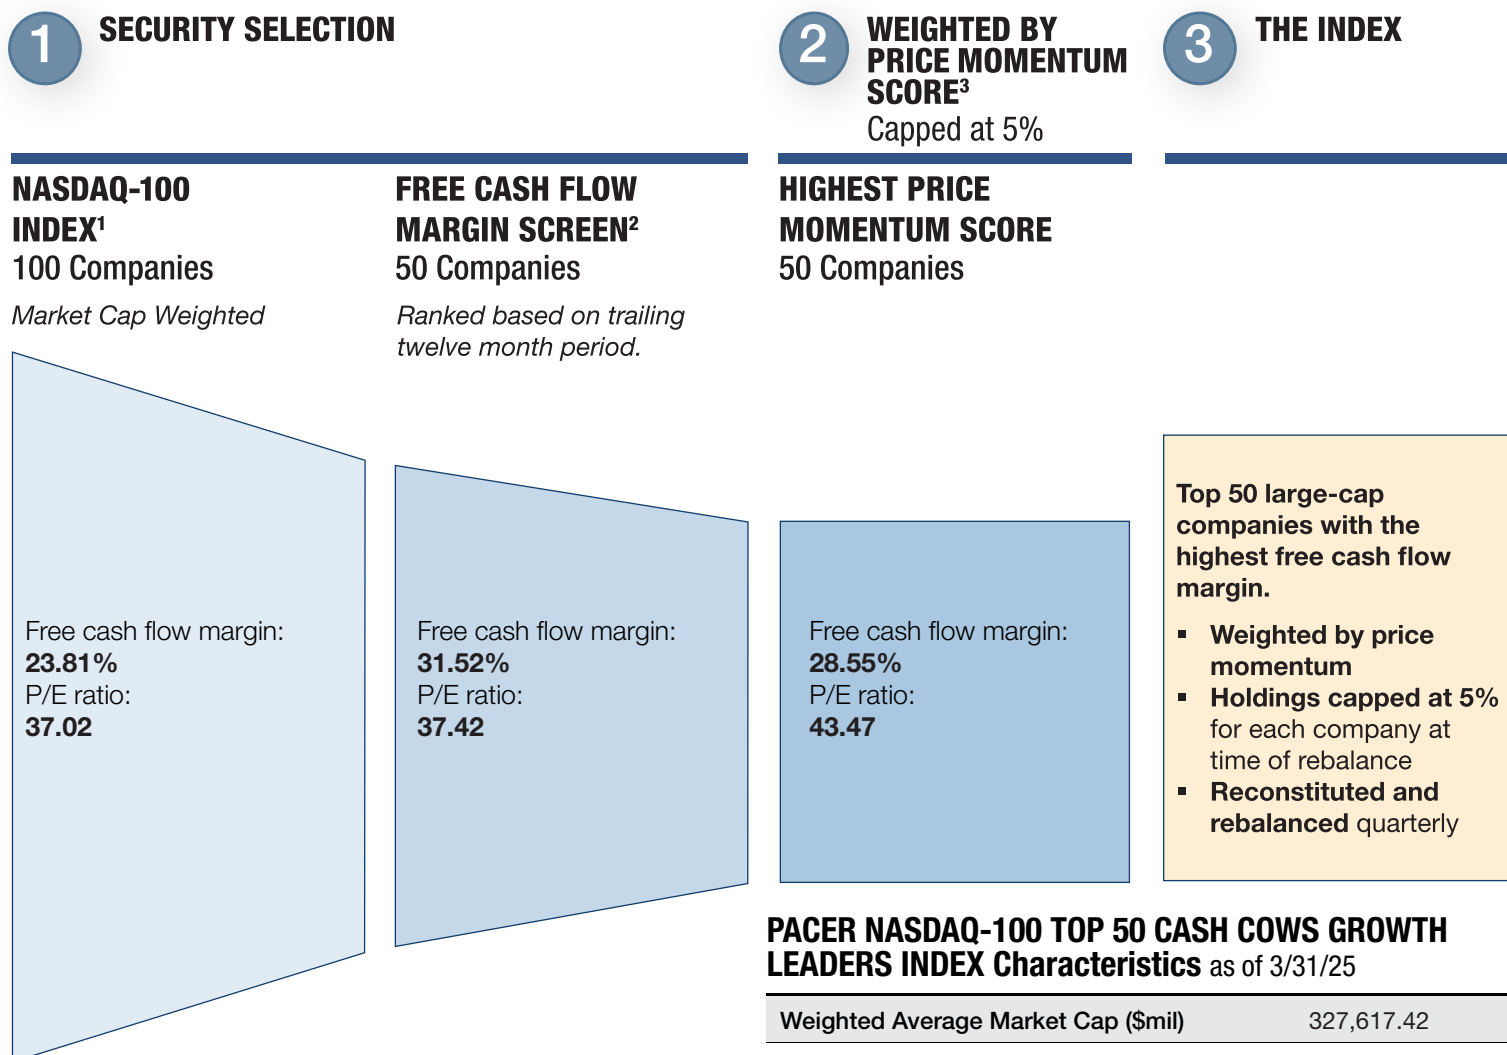 1
SECURITY SELECTION
2
WEIGHTED BY
PRICE MOMENTUM
SCORE³
Capped at 5%
3
THE INDEX
NASDAQ-100
INDEX¹
100 Companies
Market Cap Weighted
FREE CASH FLOW
MARGIN SCREEN²
50 Companies
Ranked based on trailing
twelve month period.
HIGHEST PRICE
MOMENTUM SCORE
50 Companies
Free cash flow margin:
23.81%
P/E ratio:
37.02
Free cash flow margin:
31.52%
P/E ratio:
37.42
Free cash flow margin:
28.55%
P/E ratio:
43.47
Top 50 large-cap
companies with the
highest free cash flow
margin.
▪ Weighted by price
momentum
▪ Holdings capped at 5%
for each company at
time of rebalance
▪ Reconstituted and
rebalanced quarterly
PACER NASDAQ-100 TOP 50 CASH COWS GROWTH
LEADERS INDEX Characteristics as of 3/31/25
Weighted Average Market Cap ($mil) 327,617.42